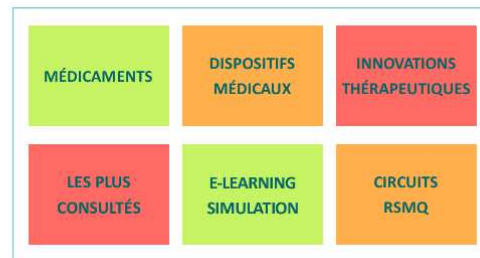 MÉDICAMENTS
DISPOSITIFS
MÉDICAUX
INNOVATIONS
THÉRAPEUTIQUES
LES PLUS
CONSULTÉS
E-LEARNING
SIMULATION
CIRCUITS
RSMQ